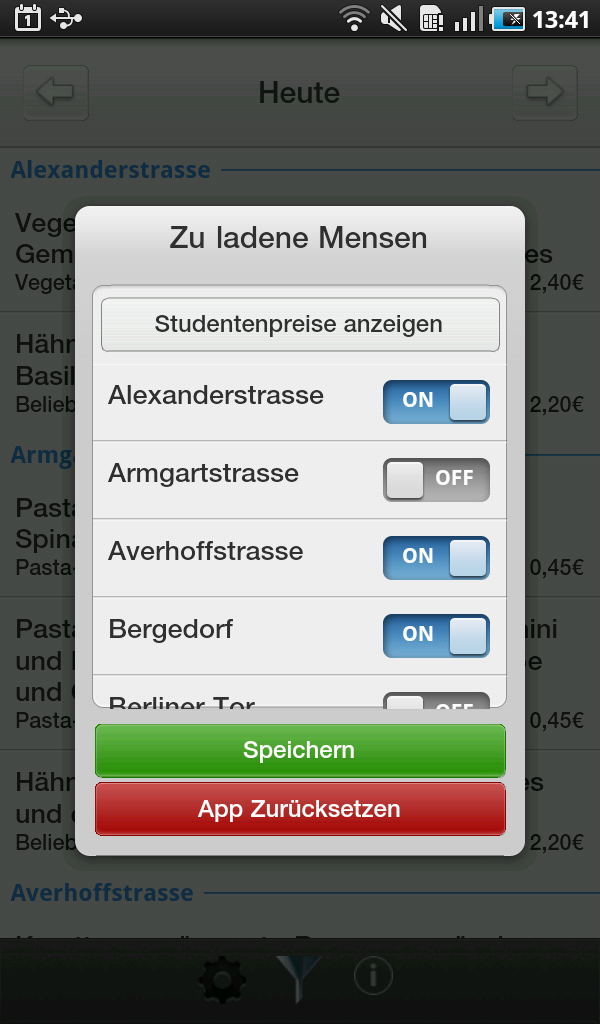 1
13:41
Heute
Alexanderstrasse
Vege
Gem es
Vegeta 2,40€
Hähn
Basil
Belieb 2,20€
Armga
Pasta
Spina
Pasta- 0,45€
Pasta ini
und be
und
Pasta- 0,45€
Hähn es
und
Belieb 2,20€
Averhoffstrasse
Zu ladene Mensen
Studentenpreise anzeigen
Alexanderstrasse ON
Armgartstrasse OFF
Averhoffstrasse ON
Bergedorf ON
Berliner Tor OFF
Speichern
App Zurücksetzen